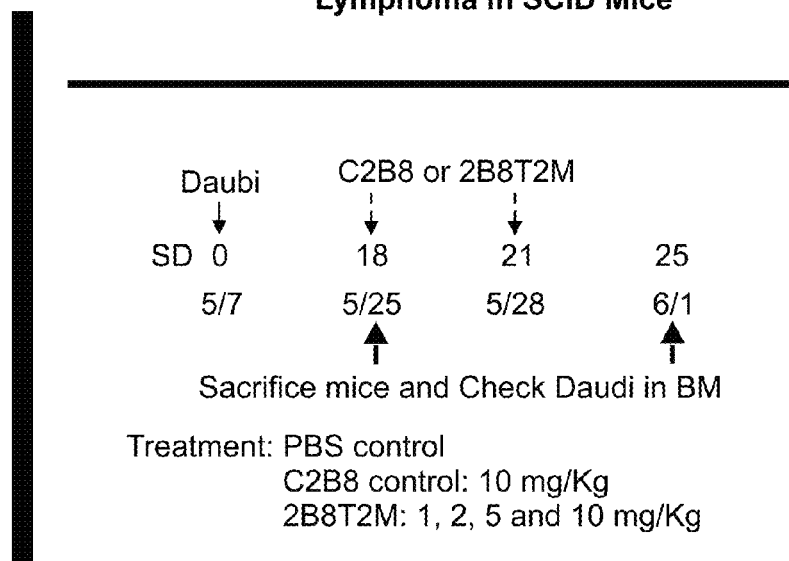 Lymphoma in SCID Mice
Daubi C2B8 or 2B8T2M
SD 0 18 21 25
5/7 5/25 5/28 6/1
Sacrifice mice and Check Daudi in BM
Treatment: PBS control
C2B8 control: 10 mg/Kg
2B8T2M: 1, 2, 5 and 10 mg/Kg